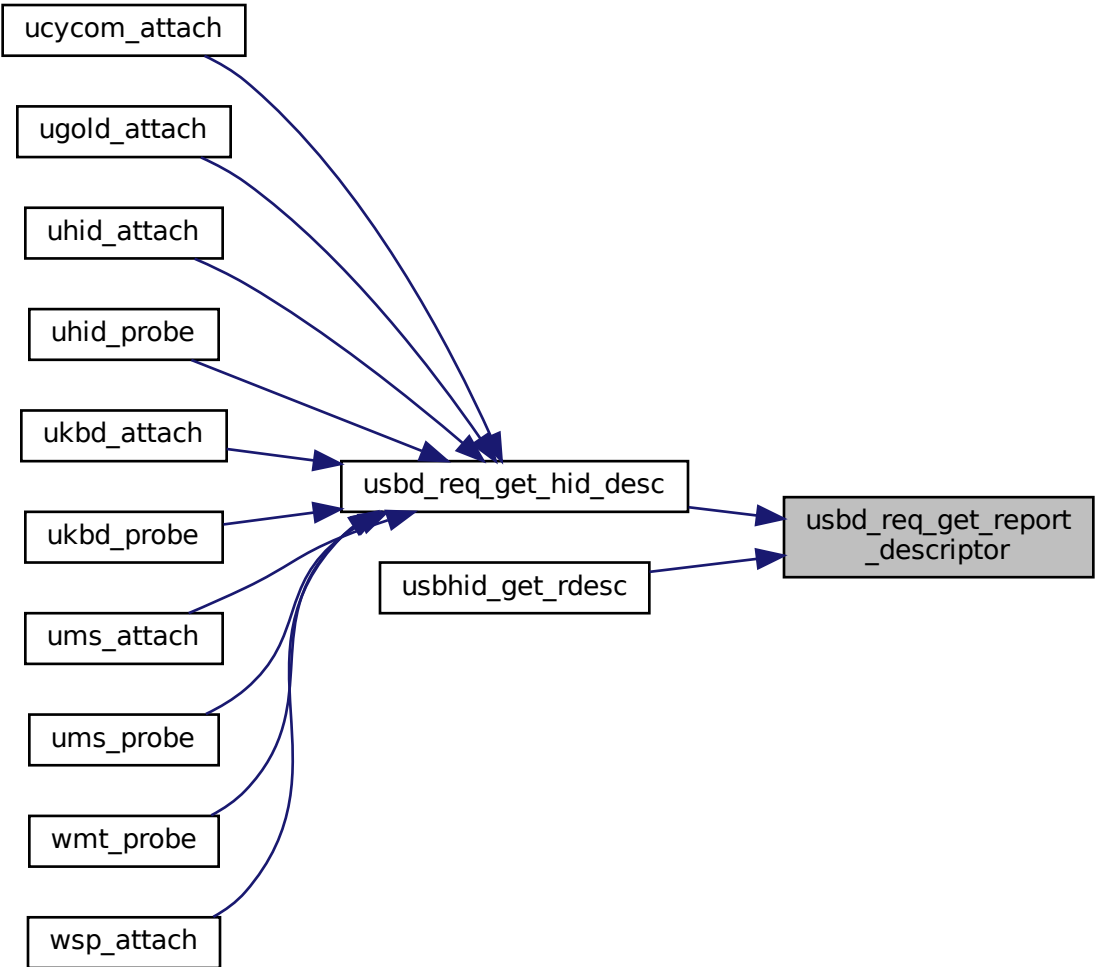 ucycom_attach
ugold_attach
uhid_attach
uhid_probe
ukbd_attach
ukbd_probe
ums_attach
ums_probe
wmt_probe
wsp_attach
usbd_req_get_hid_desc
usbhid_get_rdesc
usbd_req_get_report
_descriptor